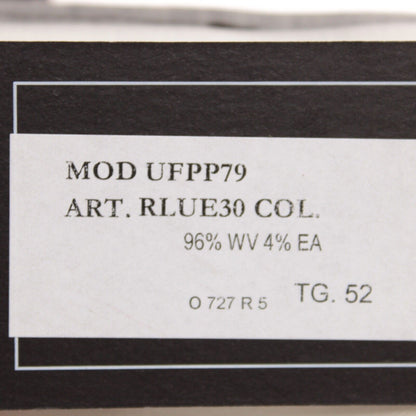 MOD UFPP79
ART. RLUE30 COL.
96% WV 4% EA
O 727 R 5 TG. 52